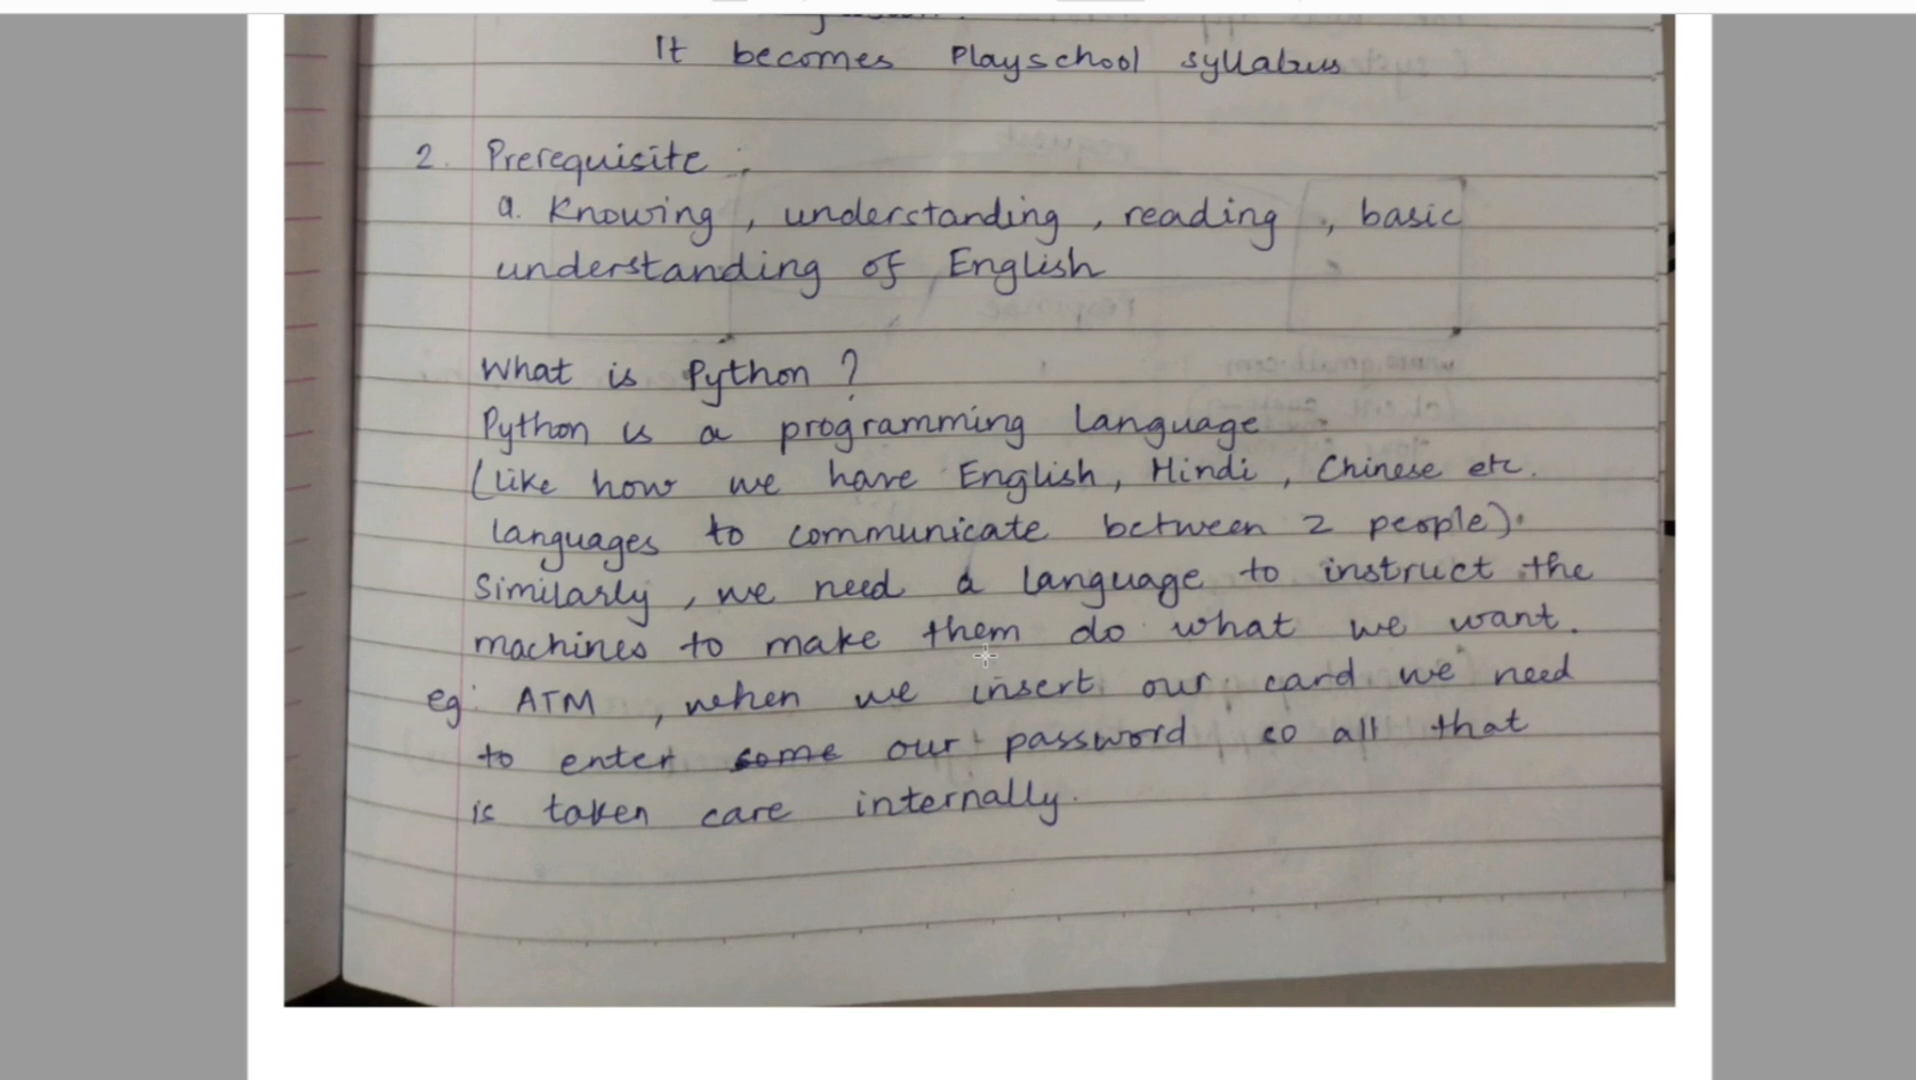 It becomes Playschool syllabus
2. Prerequisite :
a. Knowing , understanding , reading , basic
understanding of English
What is Python ?
Python is a programming language
(like how we have English, Hindi , Chinese etc.
languages to communicate between 2 people).
Similarly , we need a language to instruct the
machines to make them do what we want.
eg: ATM , when we insert our card we need
to enter some our password so all that
is taken care internally.